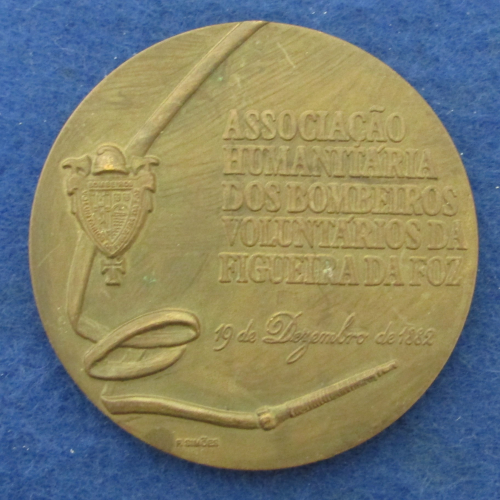 ASSOCIAÇÃO
HUMANITÁRIA
DOS BOMBEIROS
VOLUNTÁRIOS DA
FIGUEIRA DA FOZ
19 de Dezembro de 1882